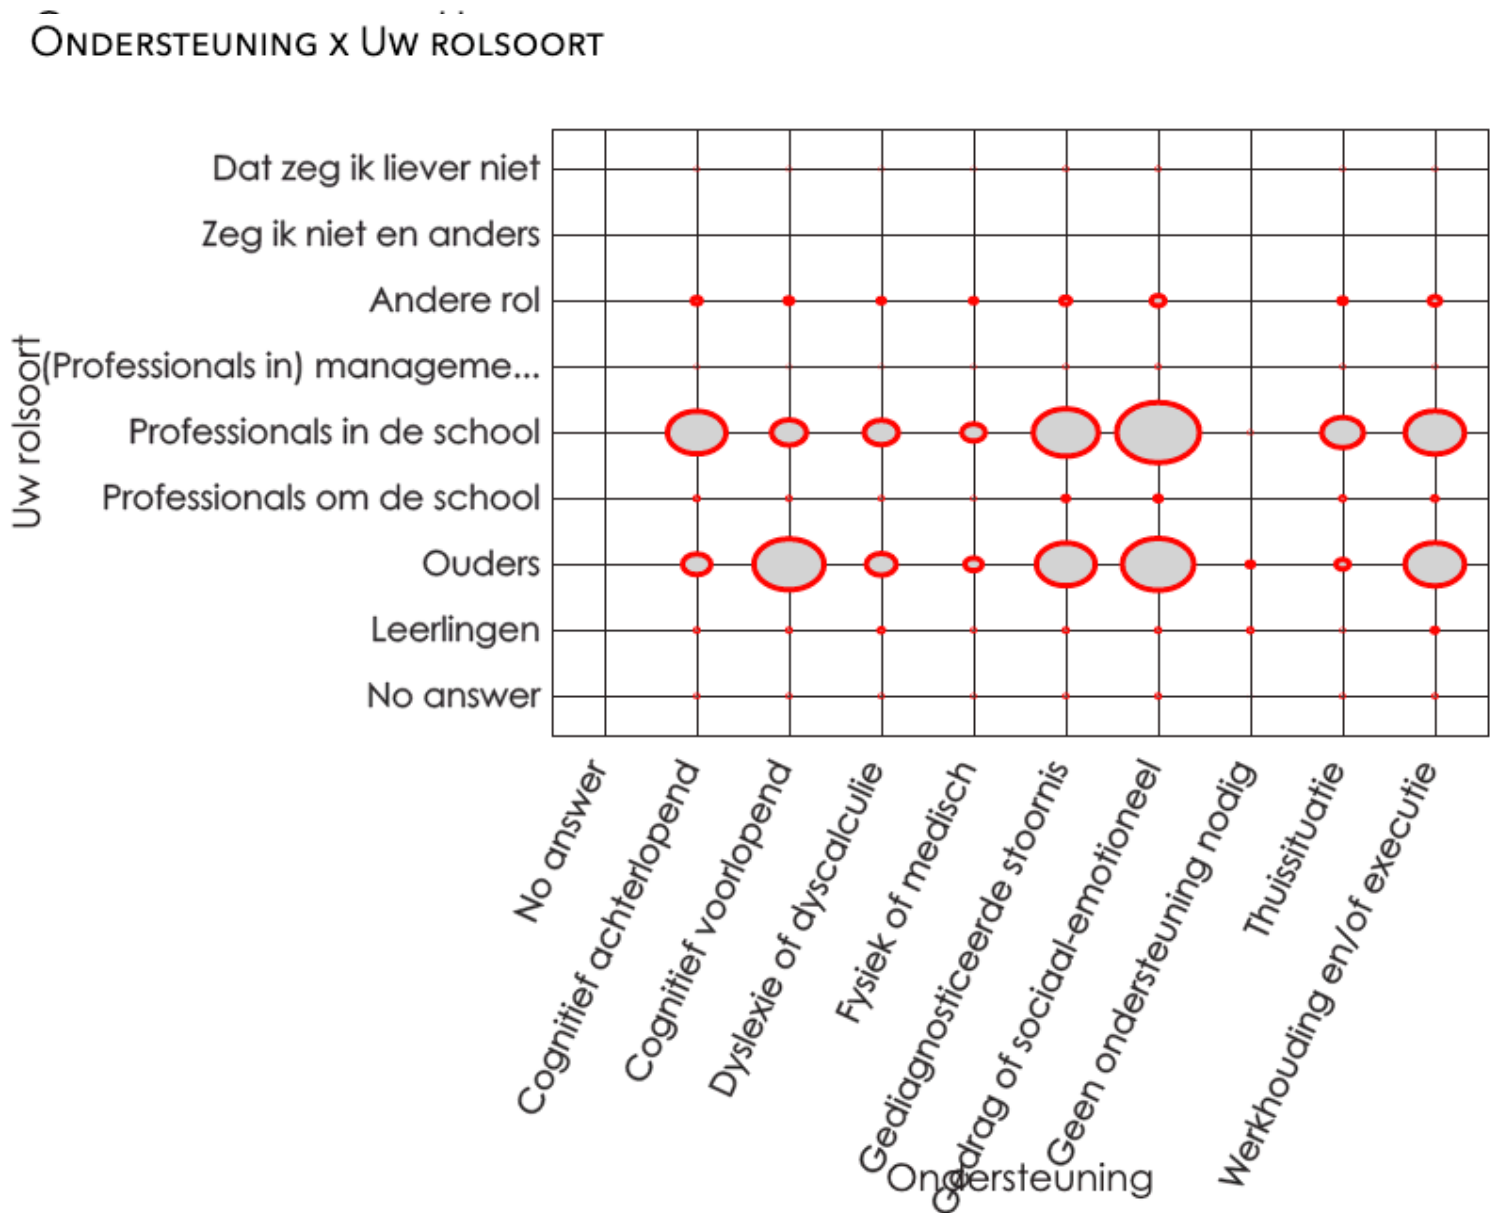 Ondersteuning x Uw rolsoort
Dat zeg ik liever niet
Zeg ik niet en anders
Andere rol
(Professionals in) manageme...
Professionals in de school
Professionals om de school
Ouders
Leerlingen
No answer
Uw rolsoort
No answer
Cognitief achterlopend
Cognitief voorlopend
Dyslexie of dyscalculie
Fysiek of medisch
Gediagnosticeerde stoornis
Gedrag of sociaal-emotioneel
Geen ondersteuning nodig
Thuissituatie
Werkhouding en/of executie
Ondersteuning